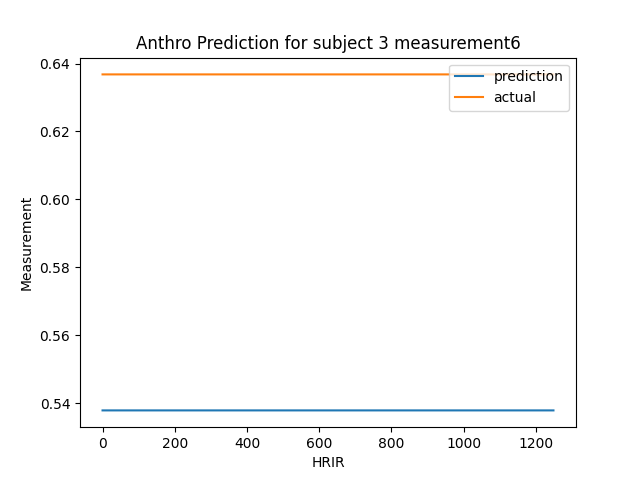 Anthro Prediction for subject 3 measurement6
0.64
0.62
0.60
0.58
0.56
0.54
Measurement
prediction
actual
0 200 400 600 800 1000 1200
HRIR